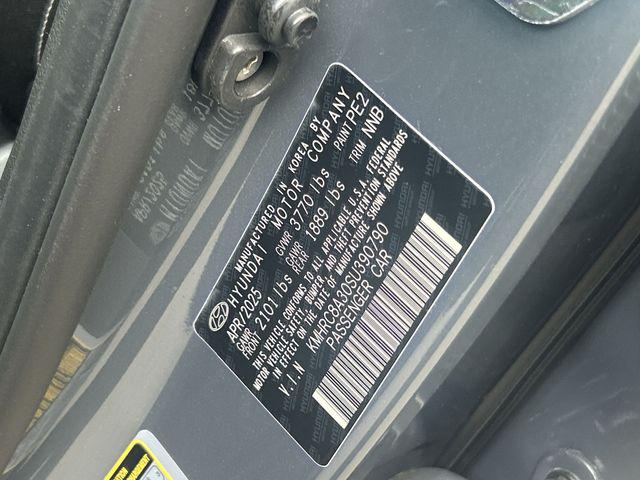 MANUFACTURED IN KOREA BY
HYUNDAI MOTOR COMPANY
APR/2025 GVWR 3770 lbs PAINT PE2
GAWR FRONT 2101 lbs GAWR REAR 1889 lbs TRIM NNB
THIS VEHICLE CONFORMS TO ALL APPLICABLE U.S.A. FEDERAL
MOTOR VEHICLE SAFETY, BUMPER, AND THEFT PREVENTION STANDARDS
IN EFFECT ON THE DATE OF MANUFACTURE SHOWN ABOVE
V.I.N KMHRC8A30SU390790
PASSENGER CAR